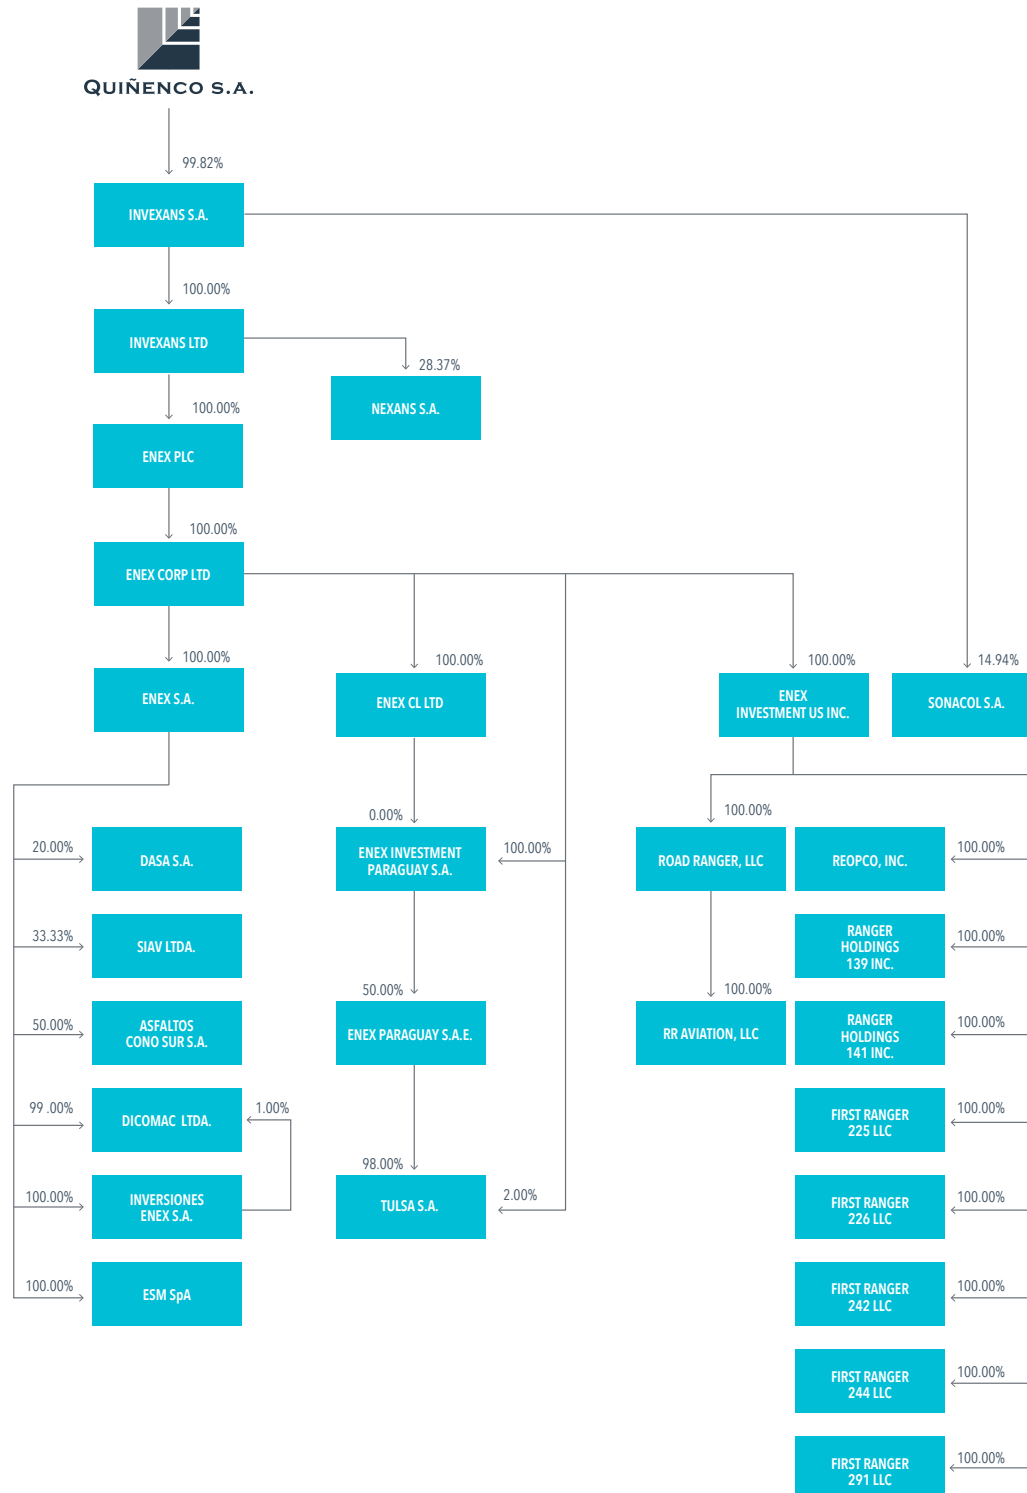 QUIÑENCO S.A.
99.82%
INVEXANS S.A.
100.00%
INVEXANS LTD
28.37%
NEXANS S.A.
100.00%
ENEX PLC
100.00%
ENEX CORP LTD
100.00%
ENEX S.A.
100.00%
ENEX CL LTD
100.00%
ENEX
INVESTMENT US INC.
14.94%
SONACOL S.A.
20.00%
DASA S.A.
33.33%
SIAV LTDA.
50.00%
ASFALTOS
CONO SUR S.A.
99 .00%
DICOMAC LTDA.
1.00%
100.00%
INVERSIONES
ENEX S.A.
100.00%
ESM SpA
0.00%
ENEX INVESTMENT
PARAGUAY S.A.
100.00%
50.00%
ENEX PARAGUAY S.A.E.
98.00%
TULSA S.A.
2.00%
100.00%
ROAD RANGER, LLC
100.00%
RR AVIATION, LLC
REOPCO, INC.
100.00%
RANGER
HOLDINGS
139 INC.
100.00%
RANGER
HOLDINGS
141 INC.
100.00%
FIRST RANGER
225 LLC
100.00%
FIRST RANGER
226 LLC
100.00%
FIRST RANGER
242 LLC
100.00%
FIRST RANGER
244 LLC
100.00%
FIRST RANGER
291 LLC
100.00%